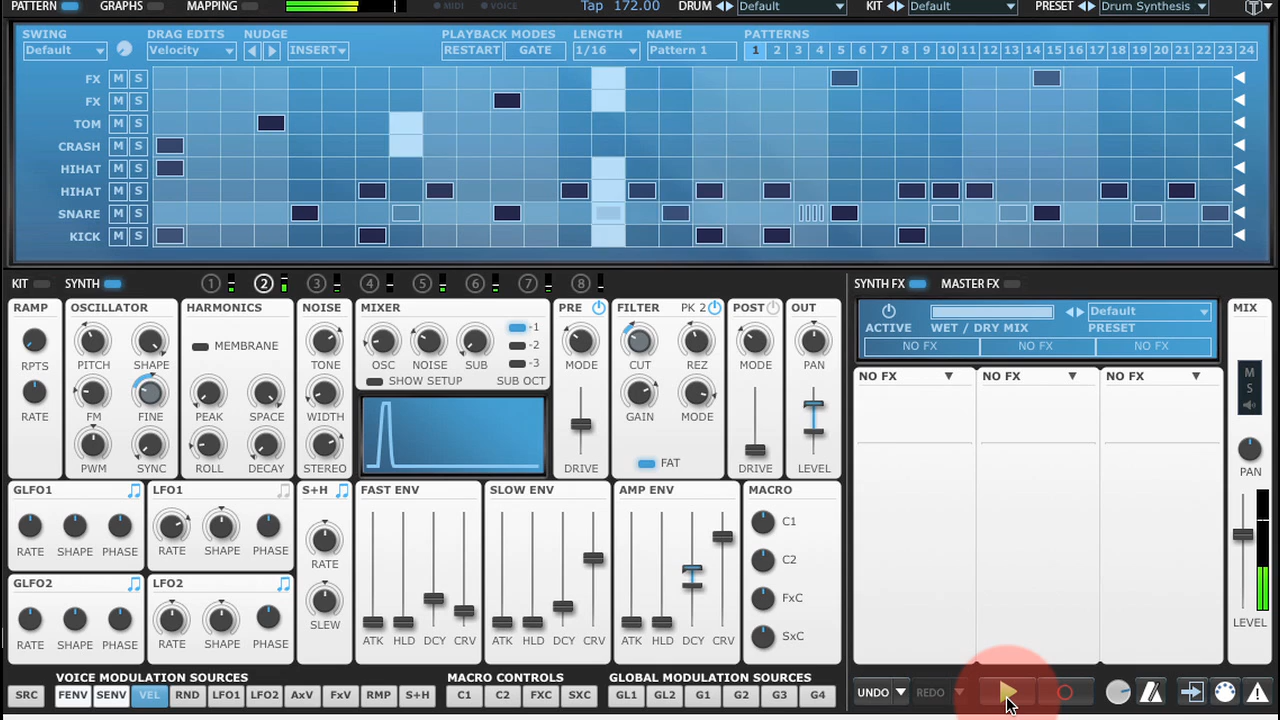 PATTERN GRAPHS MAPPING MIDI VOICE Tap 172.00 DRUM Default KIT Default PRESET Drum Synthesis
SWING DRAG EDITS NUDGE PLAYBACK MODES LENGTH NAME PATTERNS
Default Velocity INSERT RESTART GATE 1/16 Pattern 1 1 2 3 4 5 6 7 8 9 10 11 12 13 14 15 16 17 18 19 20 21 22 23 24
FX M S
FX M S
TOM M S
CRASH M S
HIHAT M S
HIHAT M S
SNARE M S
KICK M S
KIT SYNTH 1 2 3 4 5 6 7 8 SYNTH FX MASTER FX
RAMP OSCILLATOR HARMONICS NOISE MIXER PRE FILTER PK 2 POST OUT MIX
RPTS
RATE
PITCH SHAPE
FM FINE
PWM SYNC
MEMBRANE
PEAK SPACE
ROLL DECAY
TONE
WIDTH
STEREO
-1
-2
-3
OSC NOISE SUB
SHOW SETUP SUB OCT
MODE
DRIVE
CUT REZ
GAIN MODE
FAT
MODE
DRIVE
PAN
LEVEL
ACTIVE WET / DRY MIX Default
PRESET
NO FX NO FX NO FX
NO FX NO FX NO FX
M
S
PAN
LEVEL
GLFO1 LFO1 S+H FAST ENV SLOW ENV AMP ENV MACRO
RATE SHAPE PHASE
RATE SHAPE PHASE
RATE
SLEW
GLFO2 LFO2
RATE SHAPE PHASE
RATE SHAPE PHASE
ATK HLD DCY CRV
ATK HLD DCY CRV
ATK HLD DCY CRV
C1
C2
FxC
SxC
VOICE MODULATION SOURCES MACRO CONTROLS GLOBAL MODULATION SOURCES
SRC FENV SENV VEL RND LFO1 LFO2 AxV FxV RMP S+H C1 C2 FXC SXC GL1 GL2 G1 G2 G3 G4
UNDO REDO